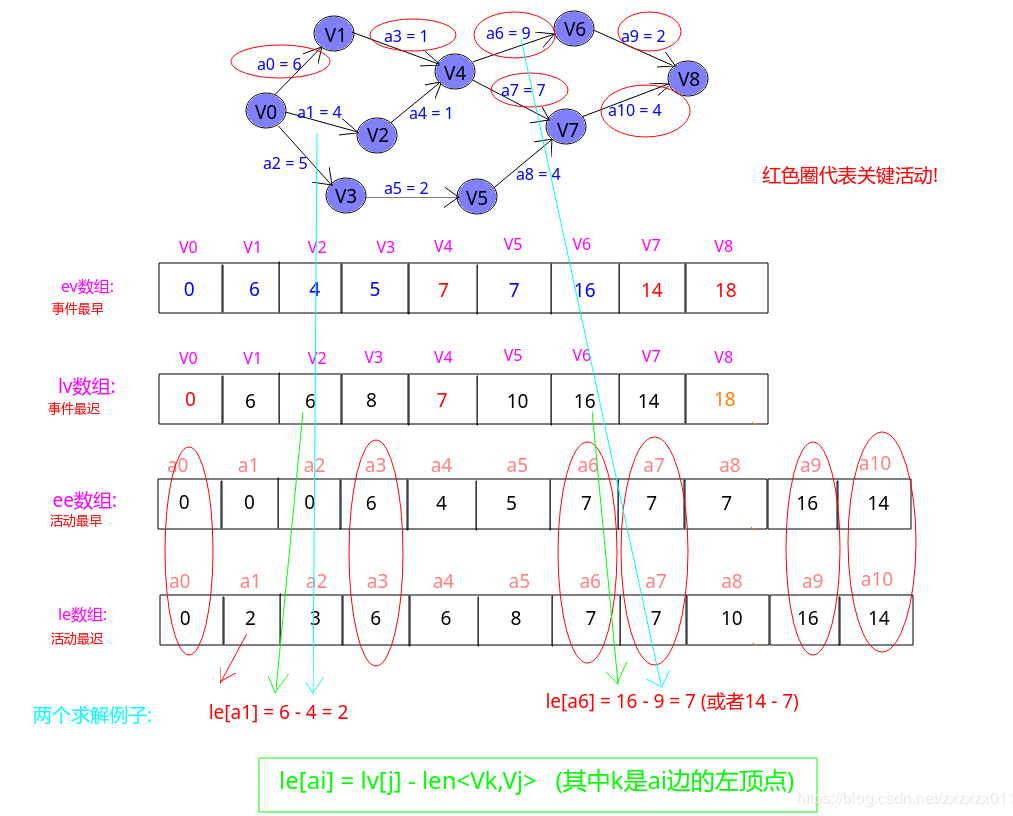 V1
V6
a3 = 1
a6 = 9
a9 = 2
a0 = 6
V4
V8
a7 = 7
V0
a1 = 4
a4 = 1
a10 = 4
V2
V7
a2 = 5
a8 = 4
红色圈代表关键活动!
V3
a5 = 2
V5
V0 V1 V2 V3 V4 V5 V6 V7 V8
ev数组: 0 6 4 5 7 7 16 14 18
事件最早
V0 V1 V2 V3 V4 V5 V6 V7 V8
lv数组: 0 6 6 8 7 10 16 14 18
事件最迟
a0 a1 a2 a3 a4 a5 a6 a7 a8 a9 a10
ee数组: 0 0 0 6 4 5 7 7 7 16 14
活动最早
a0 a1 a2 a3 a4 a5 a6 a7 a8 a9 a10
le数组: 0 2 3 6 6 8 7 7 10 16 14
活动最迟
两个求解例子: le[a1] = 6 - 4 = 2 le[a6] = 16 - 9 = 7 (或者14 - 7)
le[ai] = lv[j] - len<Vk,Vj> (其中k是ai边的左顶点)
https://blog.csdn.net/zxzxzx011